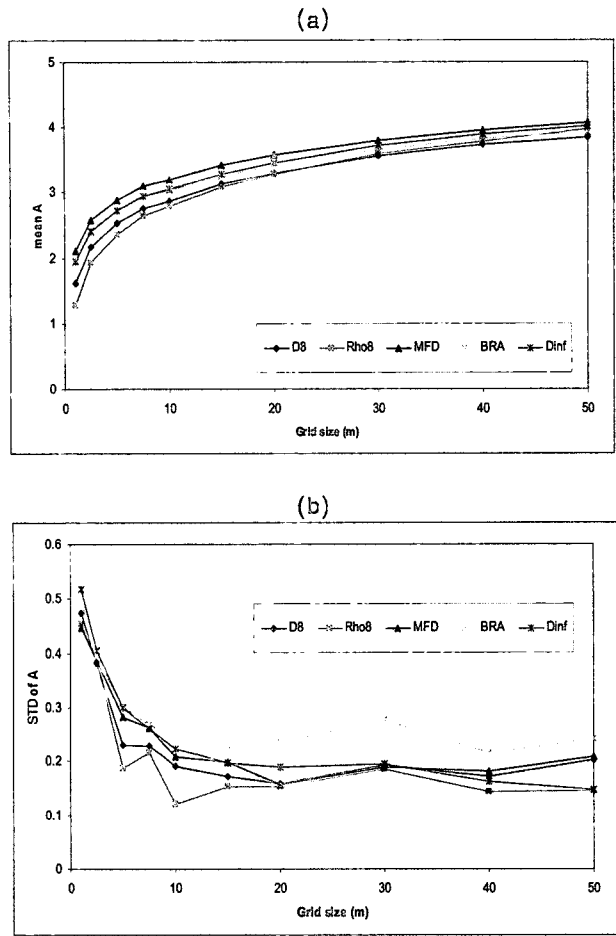 (a)
5
4
3
2
1
0
mean A
D8 Rho8 MFD BRA Dinf
0 10 20 30 40 50
Grid size (m)
(b)
0.6
0.5
0.4
0.3
0.2
0.1
0
STD of A
D8 Rho8 MFD BRA Dinf
0 10 20 30 40 50
Grid size (m)